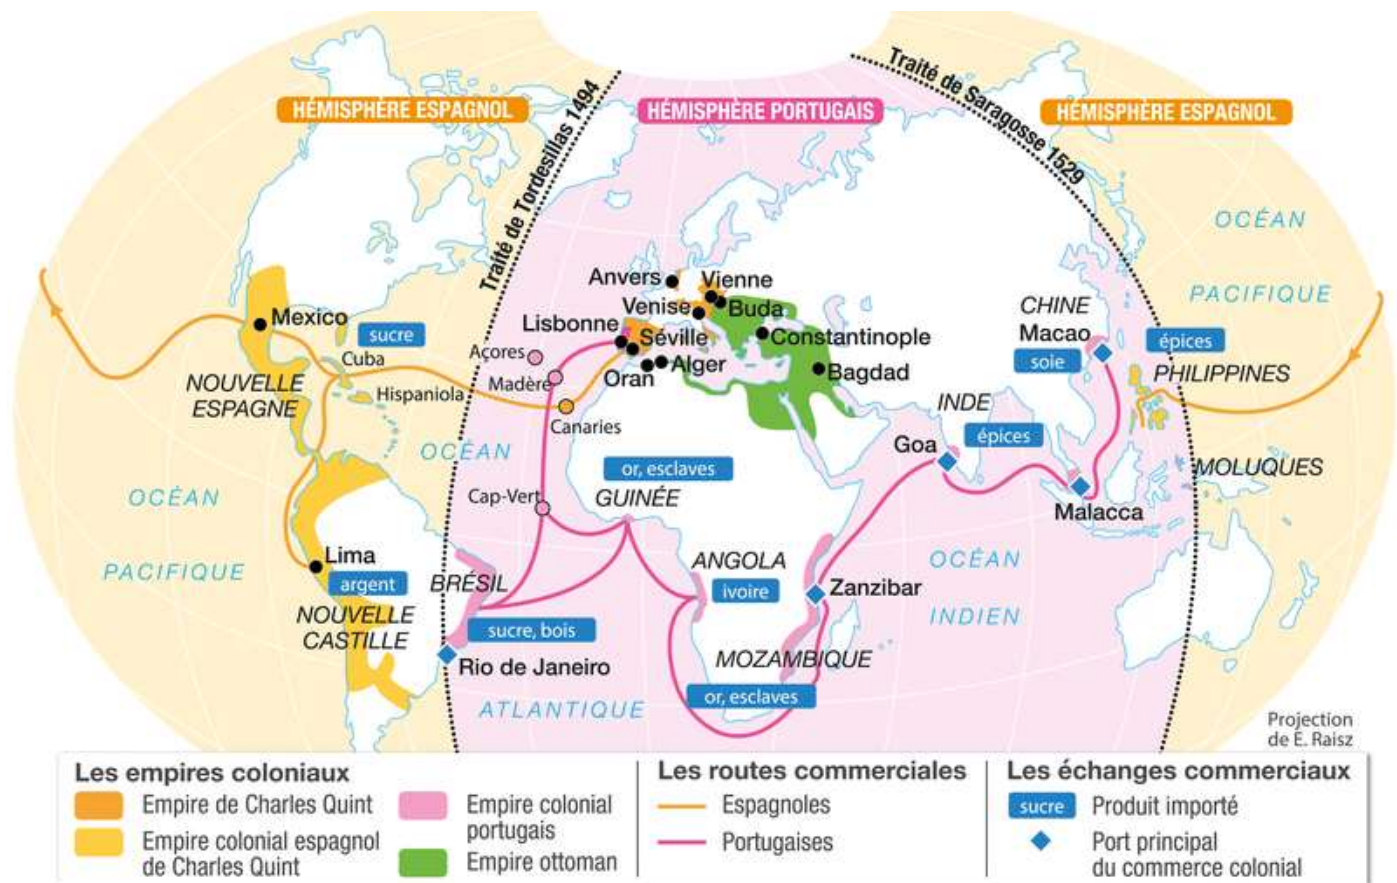 HÉMISPHÈRE ESPAGNOL
Traité de Tordesillas 1494
HÉMISPHÈRE PORTUGAIS
Traité de Saragosse 1529
HÉMISPHÈRE ESPAGNOL
OCÉAN
PACIFIQUE
Anvers
Vienne
Venise
Buda
Lisbonne
Séville
Constantinople
Açores
Madère
Oran
Alger
Bagdad
Canaries
Mexico
sucre
Cuba
NOUVELLE
ESPAGNE
Hispaniola
CHINE
Macao
soie
épices
PHILIPPINES
INDE
épices
Goa
MOLUQUES
Malacca
OCÉAN
ATLANTIQUE
OCÉAN
PACIFIQUE
Cap-Vert
or, esclaves
GUINÉE
Lima
argent
NOUVELLE
CASTILLE
BRÉSIL
sucre, bois
Rio de Janeiro
ANGOLA
ivoire
Zanzibar
MOZAMBIQUE
or, esclaves
OCÉAN
INDIEN
Projection
de E. Raisz
Les empires coloniaux
Empire de Charles Quint
Empire colonial espagnol
de Charles Quint
Empire colonial
portugais
Empire ottoman
Les routes commerciales
Espagnoles
Portugaises
Les échanges commerciaux
sucre Produit importé
Port principal
du commerce colonial